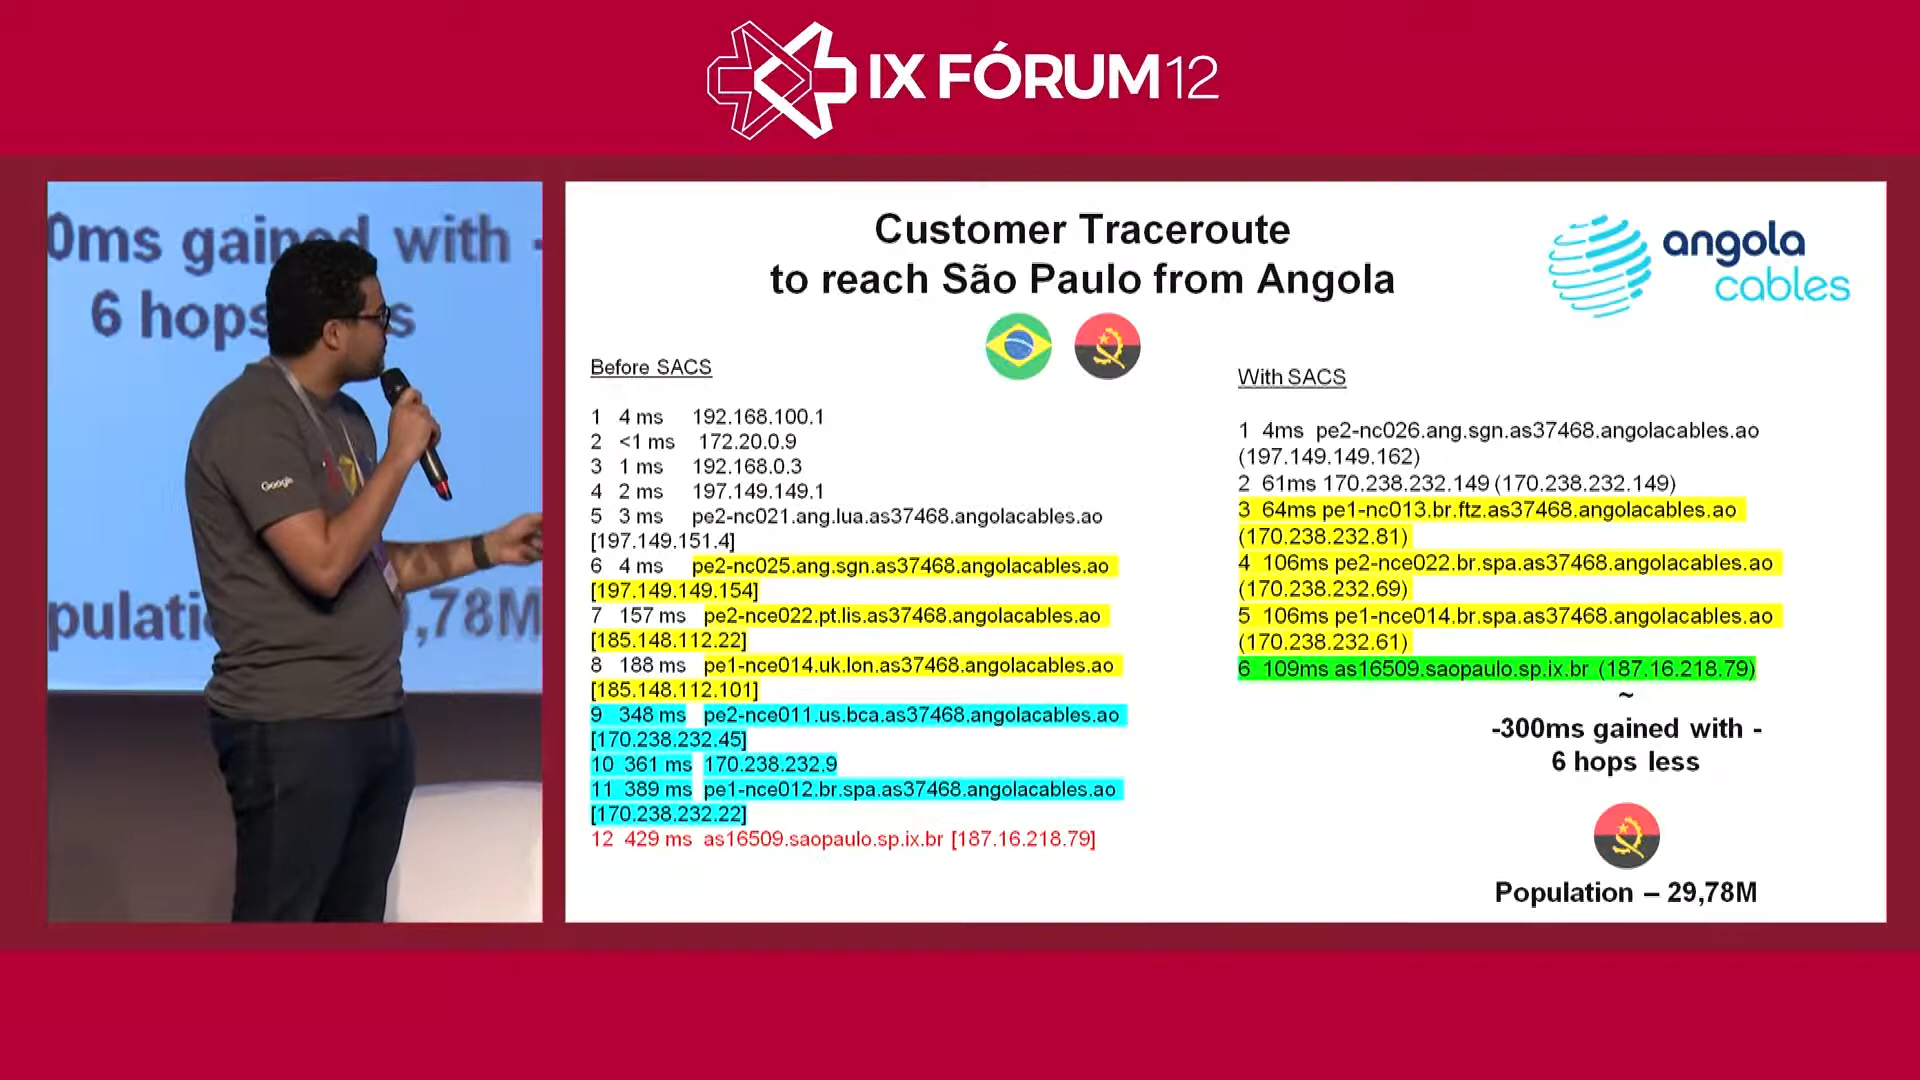 IX FÓRUM 12
0ms gained with -
6 hops s
pulati ,78M
Google
Customer Traceroute
to reach São Paulo from Angola
angola
cables
Before SACS
1 4 ms 192.168.100.1
2 <1 ms 172.20.0.9
3 1 ms 192.168.0.3
4 2 ms 197.149.149.1
5 3 ms pe2-nc021.ang.lua.as37468.angolacables.ao
[197.149.151.4]
6 4 ms pe2-nc025.ang.sgn.as37468.angolacables.ao
[197.149.149.154]
7 157 ms pe2-nce022.pt.lis.as37468.angolacables.ao
[185.148.112.22]
8 188 ms pe1-nce014.uk.lon.as37468.angolacables.ao
[185.148.112.101]
9 348 ms pe2-nce011.us.bca.as37468.angolacables.ao
[170.238.232.45]
10 361 ms 170.238.232.9
11 389 ms pe1-nce012.br.spa.as37468.angolacables.ao
[170.238.232.22]
12 429 ms as16509.saopaulo.sp.ix.br [187.16.218.79]
With SACS
1 4ms pe2-nc026.ang.sgn.as37468.angolacables.ao
(197.149.149.162)
2 61ms 170.238.232.149 (170.238.232.149)
3 64ms pe1-nc013.br.ftz.as37468.angolacables.ao
(170.238.232.81)
4 106ms pe2-nce022.br.spa.as37468.angolacables.ao
(170.238.232.69)
5 106ms pe1-nce014.br.spa.as37468.angolacables.ao
(170.238.232.61)
6 109ms as16509.saopaulo.sp.ix.br (187.16.218.79)
~
-300ms gained with -
6 hops less
Population – 29,78M